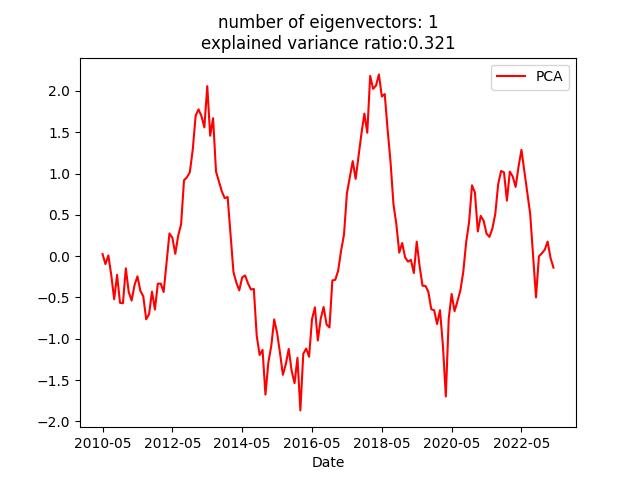 number of eigenvectors: 1
explained variance ratio:0.321
PCA
2.0
1.5
1.0
0.5
0.0
−0.5
−1.0
−1.5
−2.0
2010-05 2012-05 2014-05 2016-05 2018-05 2020-05 2022-05
Date